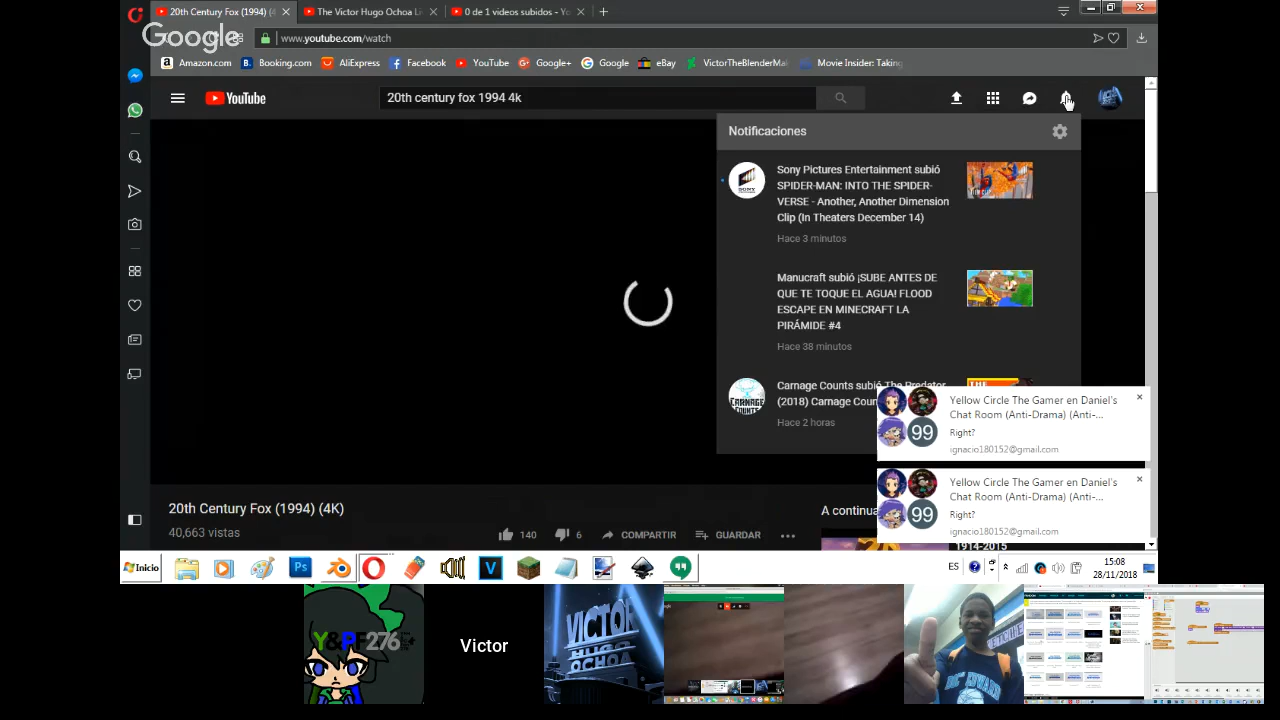 20th Century Fox (1994) (4
The Victor Hugo Ochoa Li
0 de 1 videos subidos - Yo
Google
www.youtube.com/watch
Amazon.com
Booking.com
AliExpress
Facebook
YouTube
Google+
Google
eBay
VictorTheBlenderMak
Movie Insider: Taking
YouTube
20th century fox 1994 4k
Notificaciones
Sony Pictures Entertainment subió
SPIDER-MAN: INTO THE SPIDER-
VERSE - Another, Another Dimension
Clip (In Theaters December 14)
Hace 3 minutos
Manucraft subió ¡SUBE ANTES DE
QUE TE TOQUE EL AGUA! FLOOD
ESCAPE EN MINECRAFT LA
PIRÁMIDE #4
Hace 38 minutos
Carnage Counts subió The Predator
(2018) Carnage Coun
Hace 2 horas
Yellow Circle The Gamer en Daniel's
Chat Room (Anti-Drama) (Anti-...
99
Right?
ignacio180152@gmail.com
Yellow Circle The Gamer en Daniel's
Chat Room (Anti-Drama) (Anti-...
99
Right?
ignacio180152@gmail.com
20th Century Fox (1994) (4K)
A continua
40,663 vistas
140
6
COMPARTIR
GUARDAR
1914-2015
Inicio
ES
15:08
28/11/2018